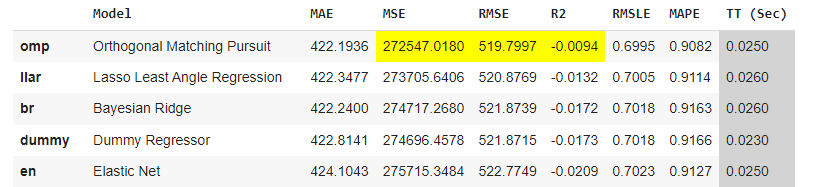 Model MAE MSE RMSE R2 RMSLE MAPE TT (Sec)
omp Orthogonal Matching Pursuit 422.1936 272547.0180 519.7997 -0.0094 0.6995 0.9082 0.0250
llar Lasso Least Angle Regression 422.3477 273705.6406 520.8769 -0.0132 0.7005 0.9114 0.0260
br Bayesian Ridge 422.2400 274717.2680 521.8739 -0.0172 0.7018 0.9163 0.0260
dummy Dummy Regressor 422.8141 274696.4578 521.8715 -0.0173 0.7018 0.9166 0.0230
en Elastic Net 424.1043 275715.3484 522.7749 -0.0209 0.7023 0.9127 0.0250